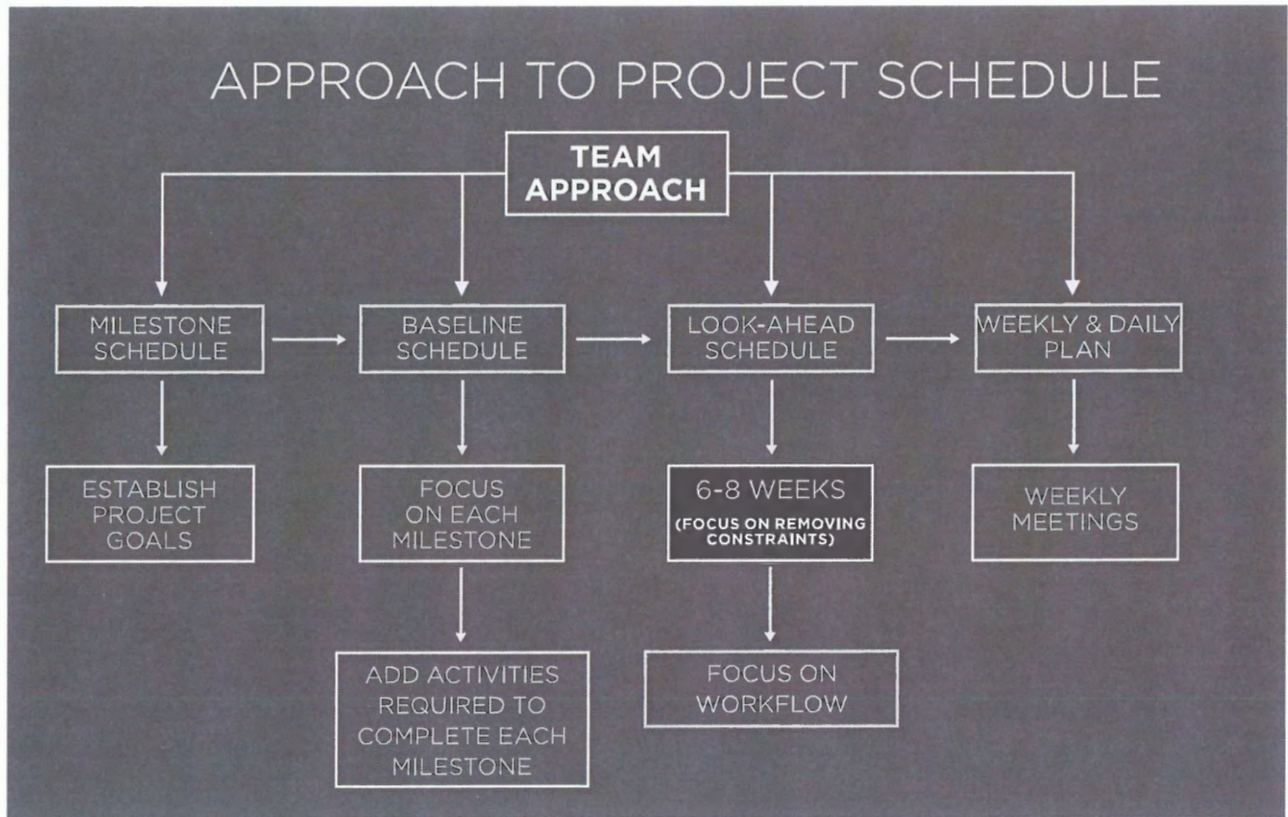 APPROACH TO PROJECT SCHEDULE
TEAM
APPROACH
MILESTONE
SCHEDULE
BASELINE
SCHEDULE
LOOK-AHEAD
SCHEDULE
WEEKLY & DAILY
PLAN
ESTABLISH
PROJECT
GOALS
FOCUS
ON EACH
MILESTONE
6-8 WEEKS
(FOCUS ON REMOVING
CONSTRAINTS)
WEEKLY
MEETINGS
ADD ACTIVITIES
REQUIRED TO
COMPLETE EACH
MILESTONE
FOCUS ON
WORKFLOW